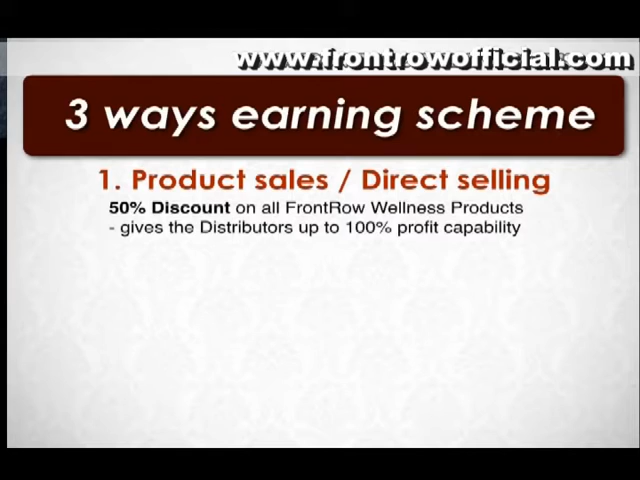 www.frontrowofficial.com
3 ways earning scheme
1. Product sales / Direct selling
50% Discount on all FrontRow Wellness Products
- gives the Distributors up to 100% profit capability